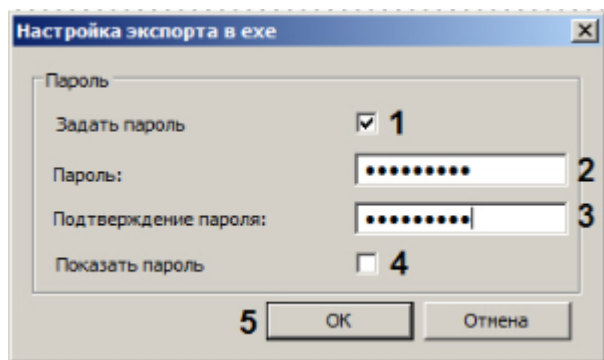 Настройка экспорта в exe
Пароль
Задать пароль 1
Пароль: ••••••••• 2
Подтверждение пароля: ••••••••• 3
Показать пароль 4
5 OK Отмена